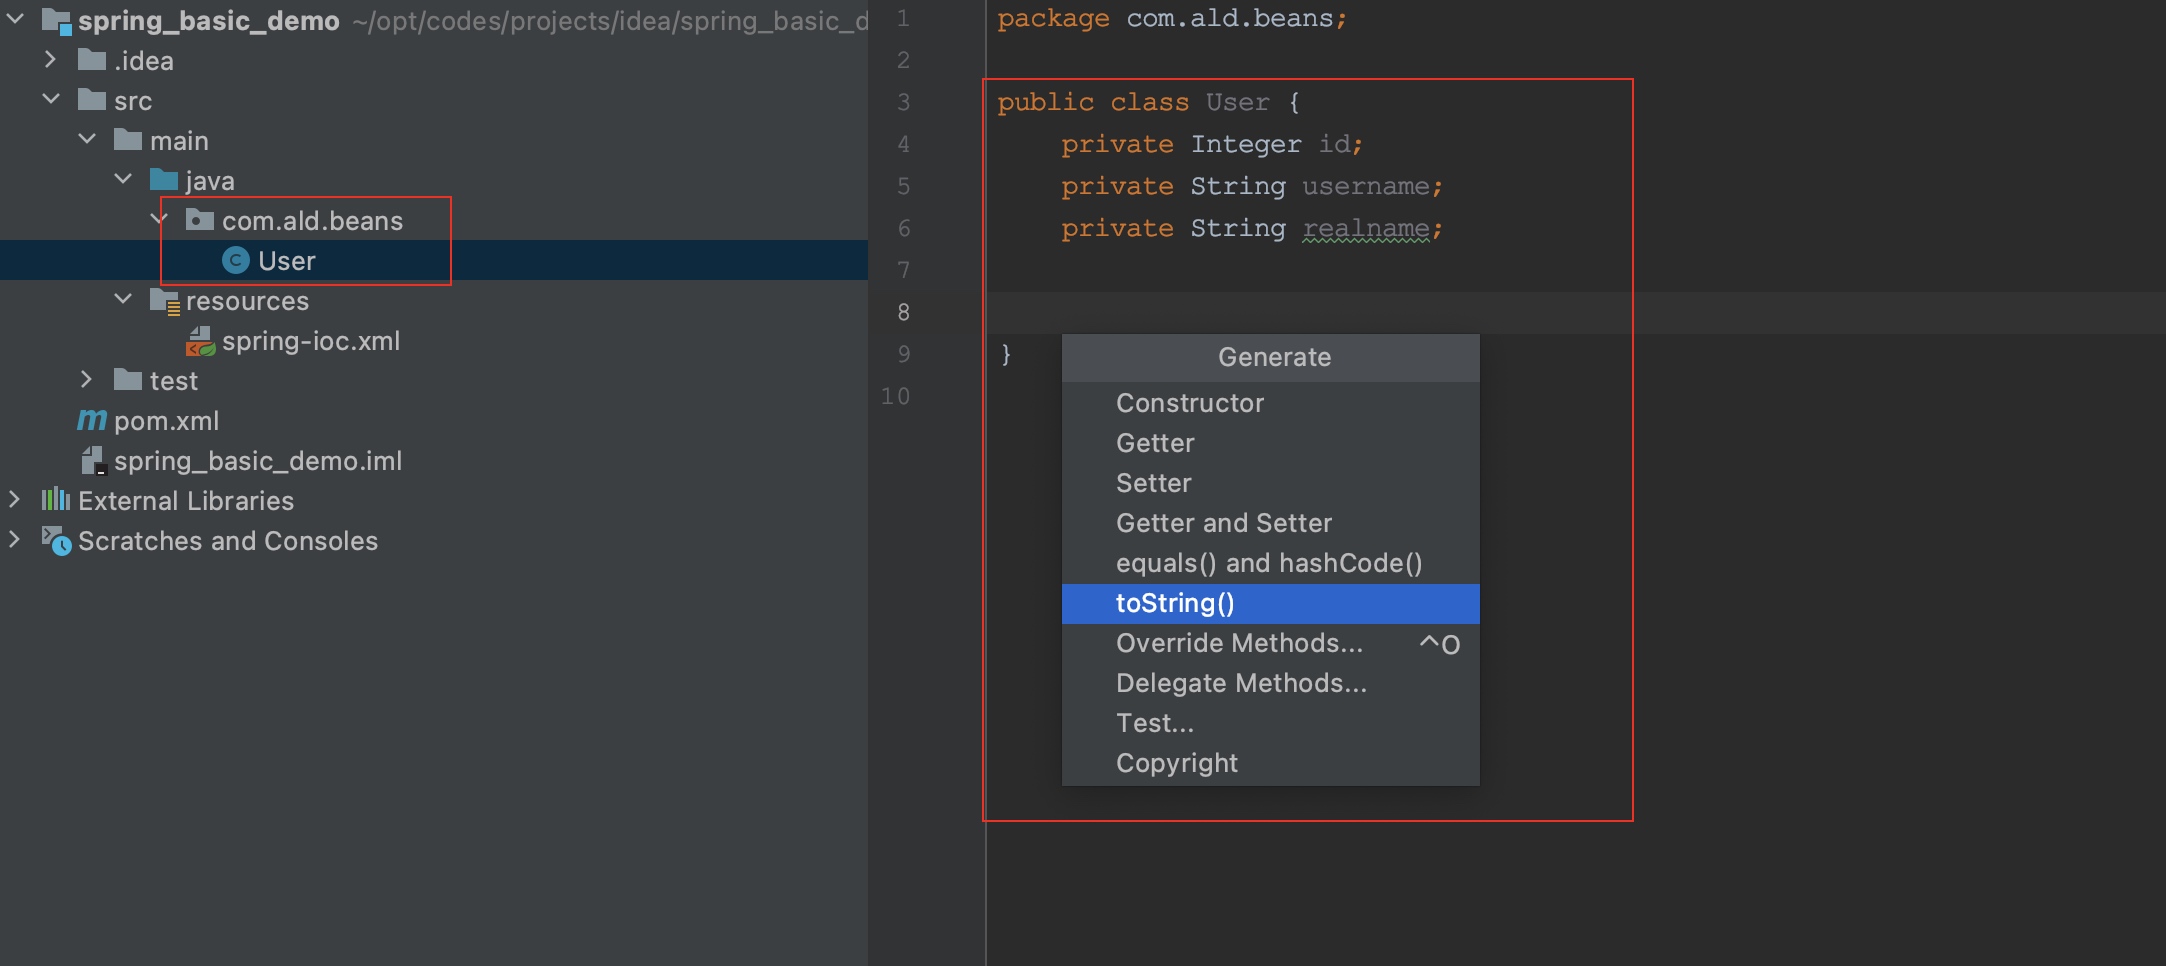 spring_basic_demo ~/opt/codes/projects/idea/spring_basic_d
.idea
src
main
java
com.ald.beans
User
resources
spring-ioc.xml
test
pom.xml
spring_basic_demo.iml
External Libraries
Scratches and Consoles
1 package com.ald.beans;
2
3 public class User {
4 private Integer id;
5 private String username;
6 private String realname;
7
8
9 }
10
Generate
Constructor
Getter
Setter
Getter and Setter
equals() and hashCode()
toString()
Override Methods... ^O
Delegate Methods...
Test...
Copyright